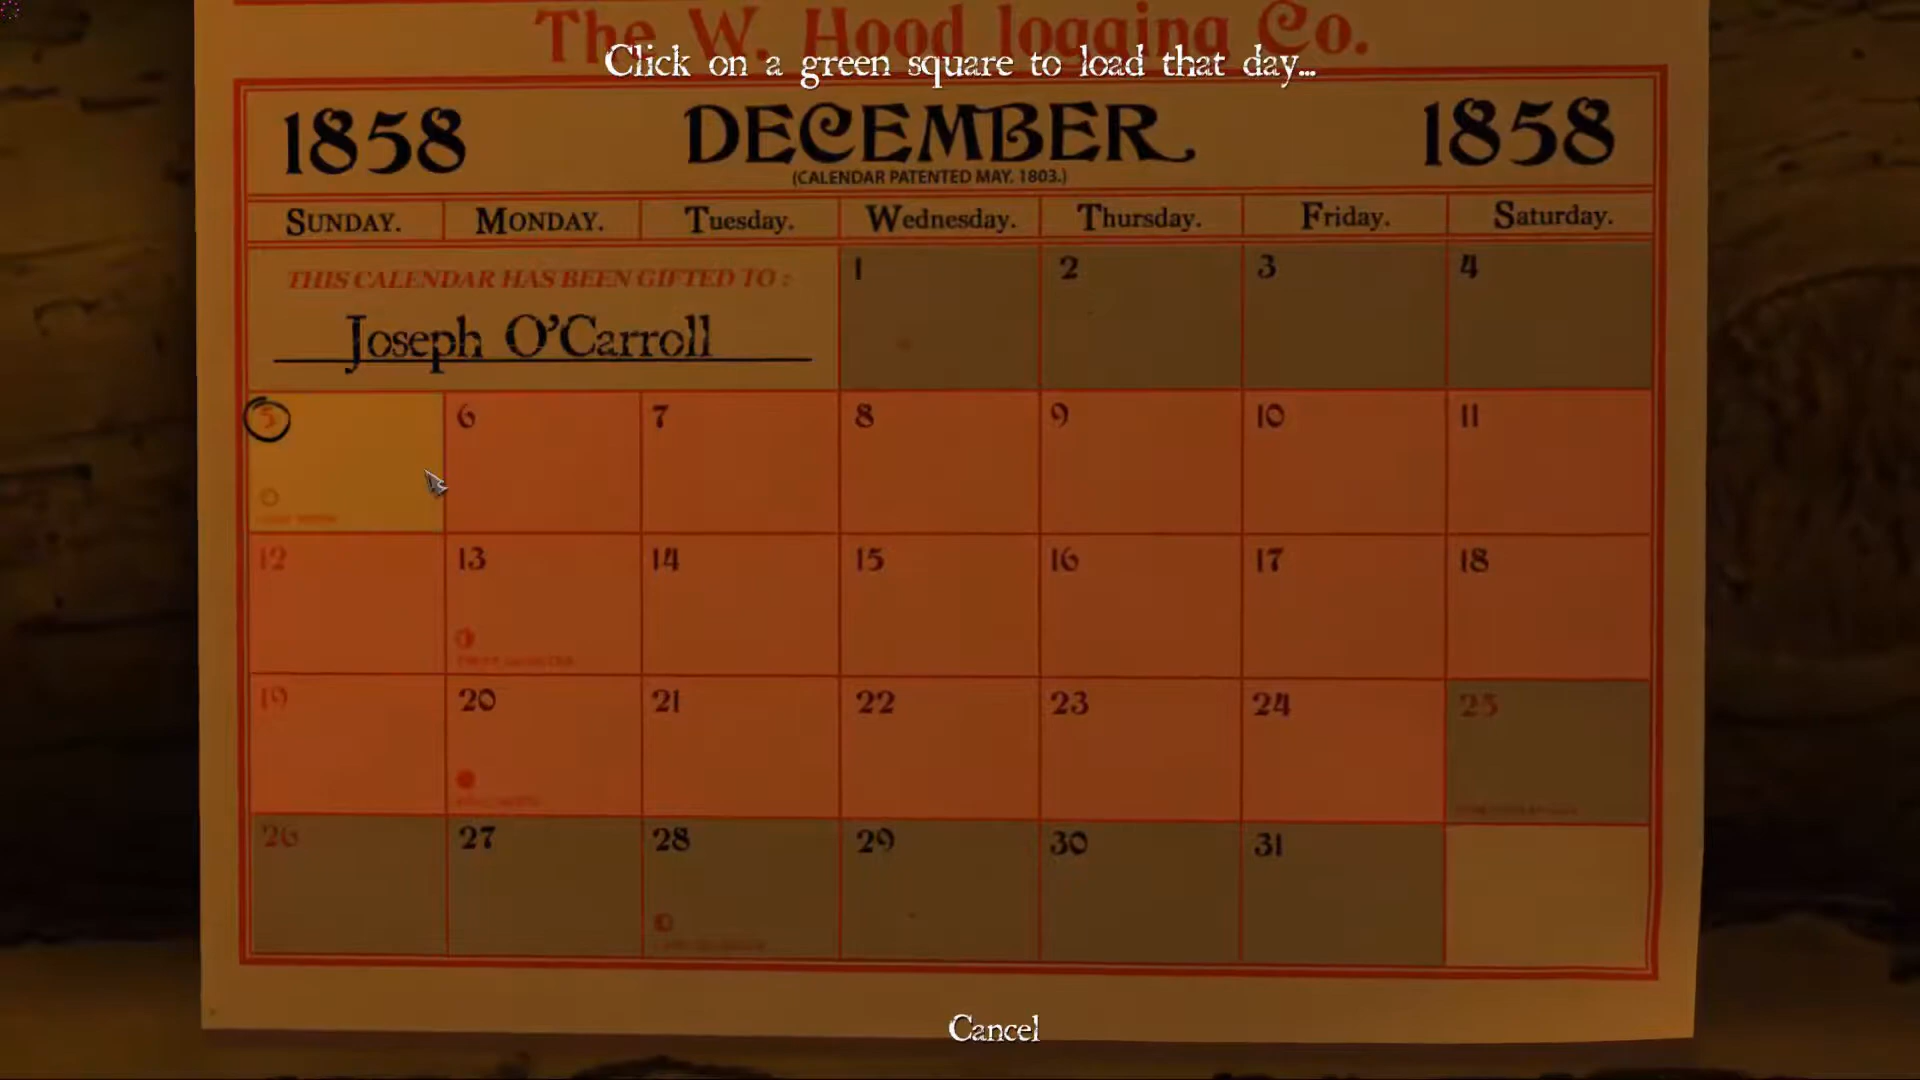 The W. Hood logging Co.
Click on a green square to load that day...
1858 DECEMBER 1858
(CALENDAR PATENTED MAY. 1803.)
SUNDAY. MONDAY. Tuesday. Wednesday. Thursday. Friday. Saturday.
THIS CALENDAR HAS BEEN GIFTED TO :
Joseph O'Carroll
1 2 3 4
5 6 7 8 9 10 11
12 13 14 15 16 17 18
19 20 21 22 23 24 25
26 27 28 29 30 31
Cancel